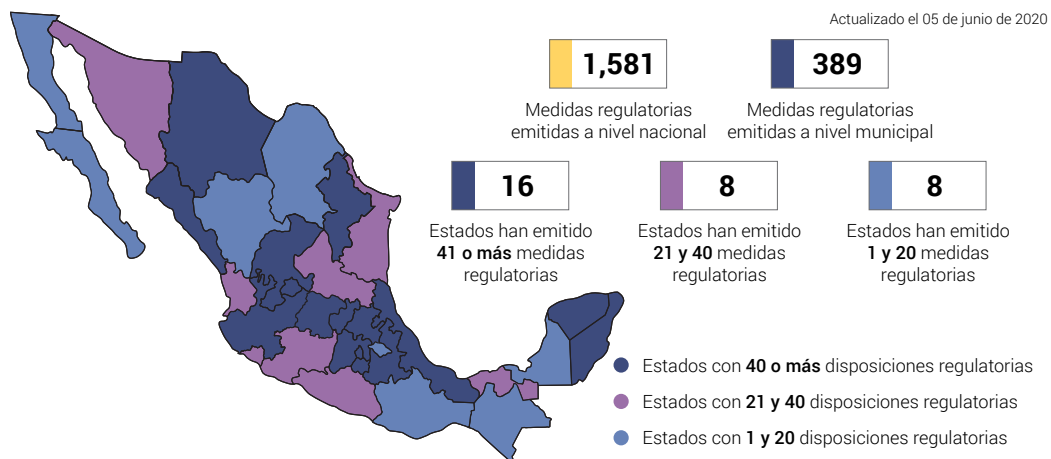 Actualizado el 05 de junio de 2020
1,581
Medidas regulatorias
emitidas a nivel nacional
389
Medidas regulatorias
emitidas a nivel municipal
16
Estados han emitido
41 o más medidas
regulatorias
8
Estados han emitido
21 y 40 medidas
regulatorias
8
Estados han emitido
1 y 20 medidas
regulatorias
Estados con 40 o más disposiciones regulatorias
Estados con 21 y 40 disposiciones regulatorias
Estados con 1 y 20 disposiciones regulatorias